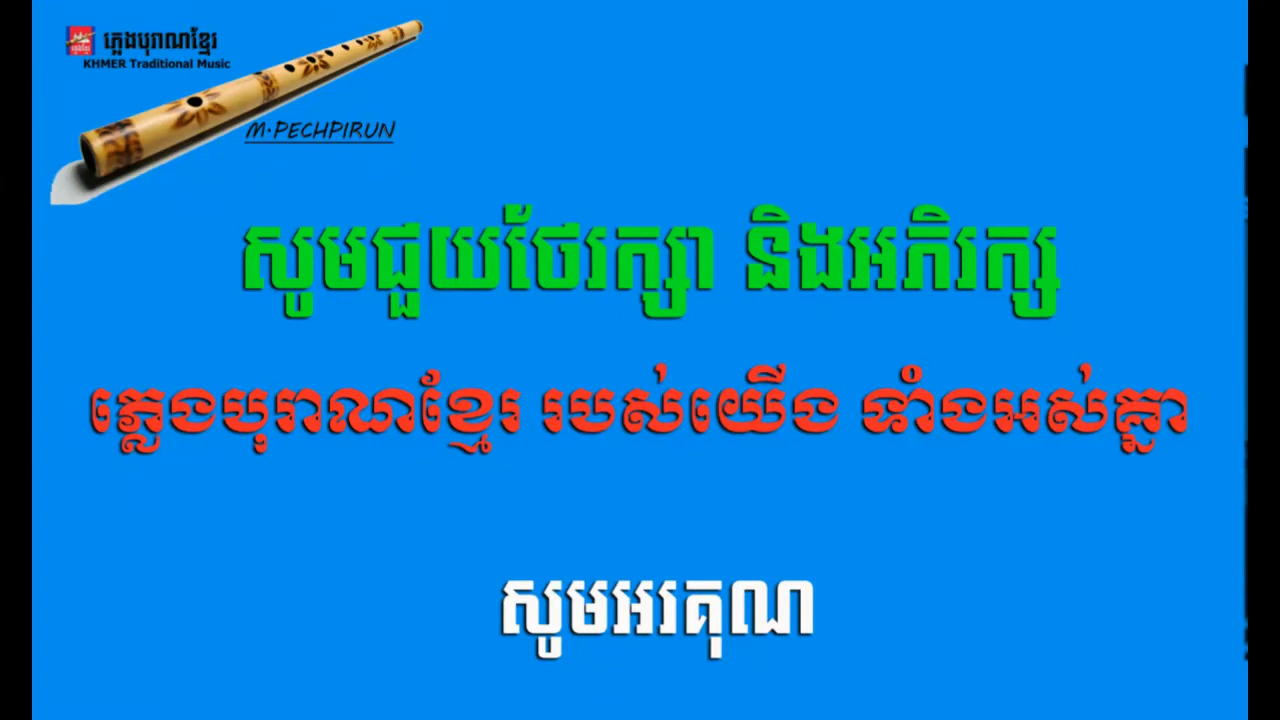 ភ្លេងបុរាណខ្មែរ
KHMER Traditional Music
M.PECHPIRUN
សូមជួយថែរក្សា និងអភិរក្ស
ភ្លេងបុរាណខ្មែរ របស់យើង ទាំងអស់គ្នា
សូមអរគុណ